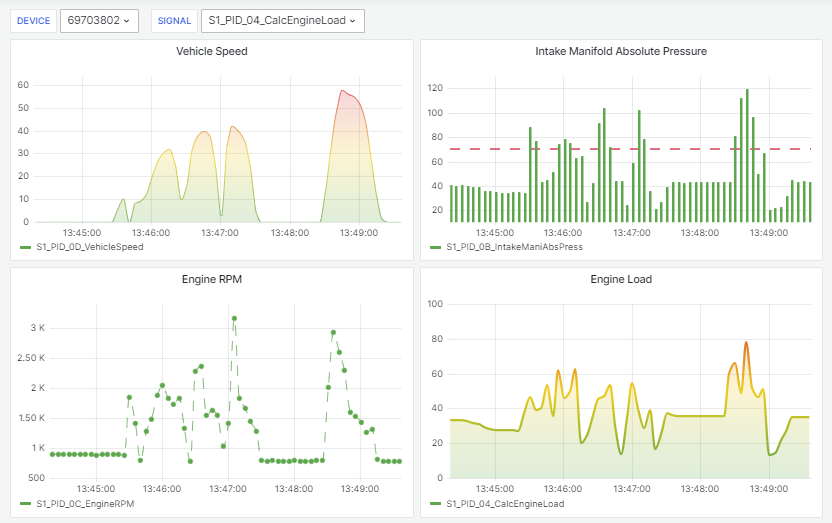 DEVICE 69703802 SIGNAL S1_PID_04_CalcEngineLoad
Vehicle Speed
60
50
40
30
20
10
0
13:45:00 13:46:00 13:47:00 13:48:00 13:49:00
S1_PID_0D_VehicleSpeed
Intake Manifold Absolute Pressure
120
100
80
60
40
20
13:45:00 13:46:00 13:47:00 13:48:00 13:49:00
S1_PID_0B_IntakeManiAbsPress
Engine RPM
3 K
2.50 K
2 K
1.50 K
1 K
500
13:45:00 13:46:00 13:47:00 13:48:00 13:49:00
S1_PID_0C_EngineRPM
Engine Load
100
80
60
40
20
0
13:45:00 13:46:00 13:47:00 13:48:00 13:49:00
S1_PID_04_CalcEngineLoad